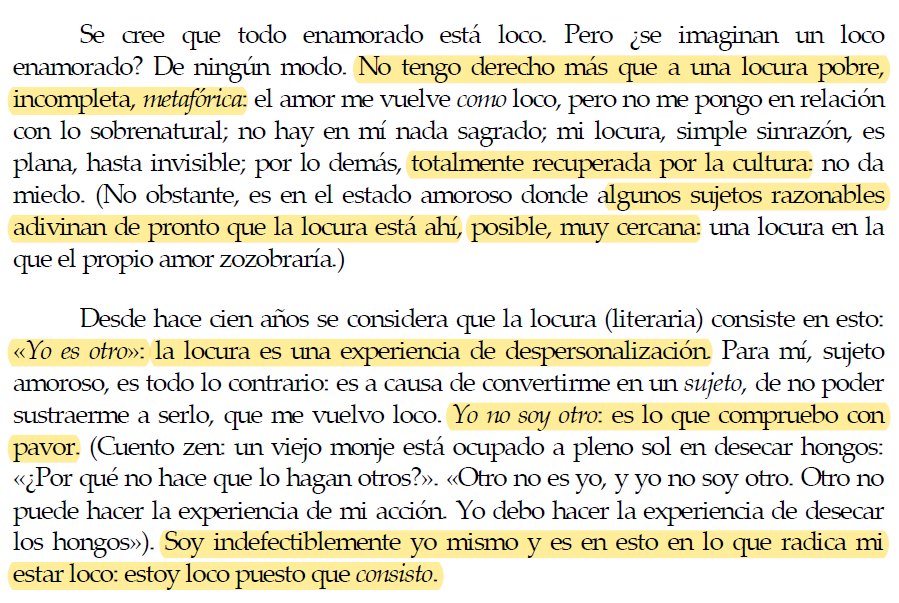 Se cree que todo enamorado está loco. Pero ¿se imaginan un loco
enamorado? De ningún modo. No tengo derecho más que a una locura pobre,
incompleta, metafórica: el amor me vuelve como loco, pero no me pongo en relación
con lo sobrenatural; no hay en mí nada sagrado; mi locura, simple sinrazón, es
plana, hasta invisible; por lo demás, totalmente recuperada por la cultura: no da
miedo. (No obstante, es en el estado amoroso donde algunos sujetos razonables
adivinan de pronto que la locura está ahí, posible, muy cercana: una locura en la
que el propio amor zozobraría.)
Desde hace cien años se considera que la locura (literaria) consiste en esto:
«Yo es otro»: la locura es una experiencia de despersonalización. Para mí, sujeto
amoroso, es todo lo contrario: es a causa de convertirme en un sujeto, de no poder
sustraerme a serlo, que me vuelvo loco. Yo no soy otro: es lo que compruebo con
pavor. (Cuento zen: un viejo monje está ocupado a pleno sol en desecar hongos:
«¿Por qué no hace que lo hagan otros?». «Otro no es yo, y yo no soy otro. Otro no
puede hacer la experiencia de mi acción. Yo debo hacer la experiencia de desecar
los hongos»). Soy indefectiblemente yo mismo y es en esto en lo que radica mi
estar loco: estoy loco puesto que consisto.